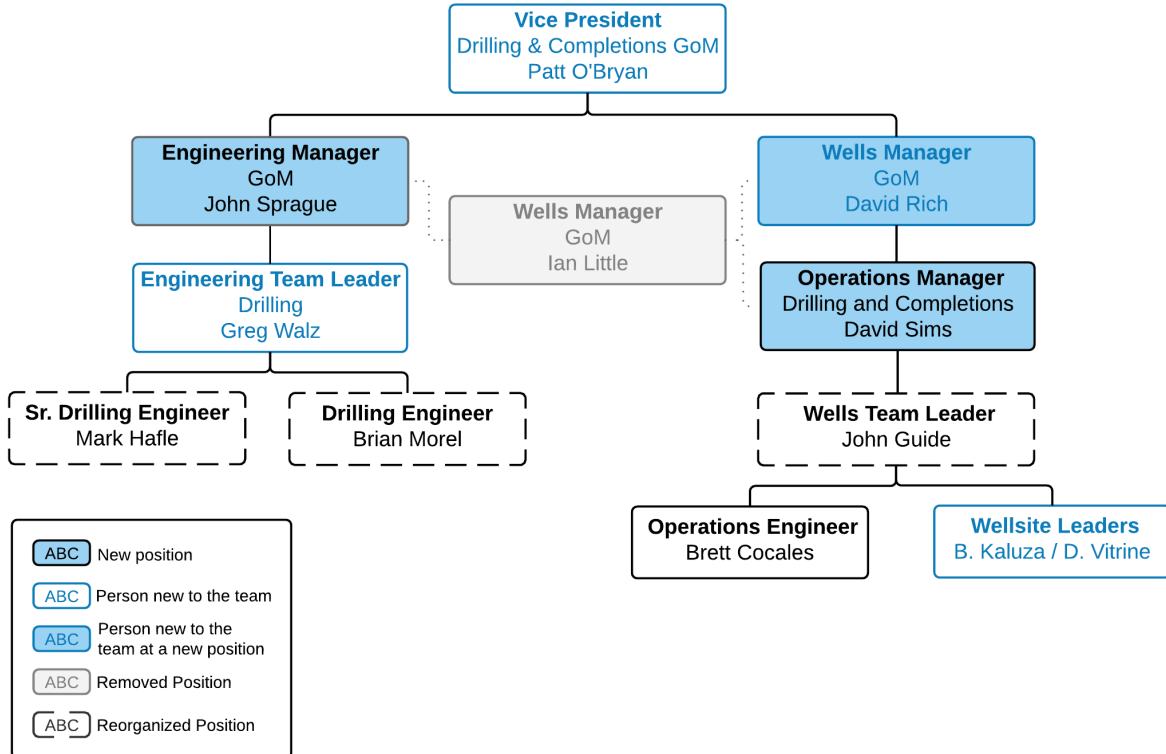 Vice President
Drilling & Completions GoM
Patt O'Bryan
Engineering Manager
GoM
John Sprague
Wells Manager
GoM
Ian Little
Wells Manager
GoM
David Rich
Engineering Team Leader
Drilling
Greg Walz
Operations Manager
Drilling and Completions
David Sims
Sr. Drilling Engineer
Mark Hafle
Drilling Engineer
Brian Morel
Wells Team Leader
John Guide
Operations Engineer
Brett Cocales
Wellsite Leaders
B. Kaluza / D. Vitrine
ABC New position
ABC Person new to the team
ABC Person new to the
team at a new position
ABC Removed Position
ABC Reorganized Position